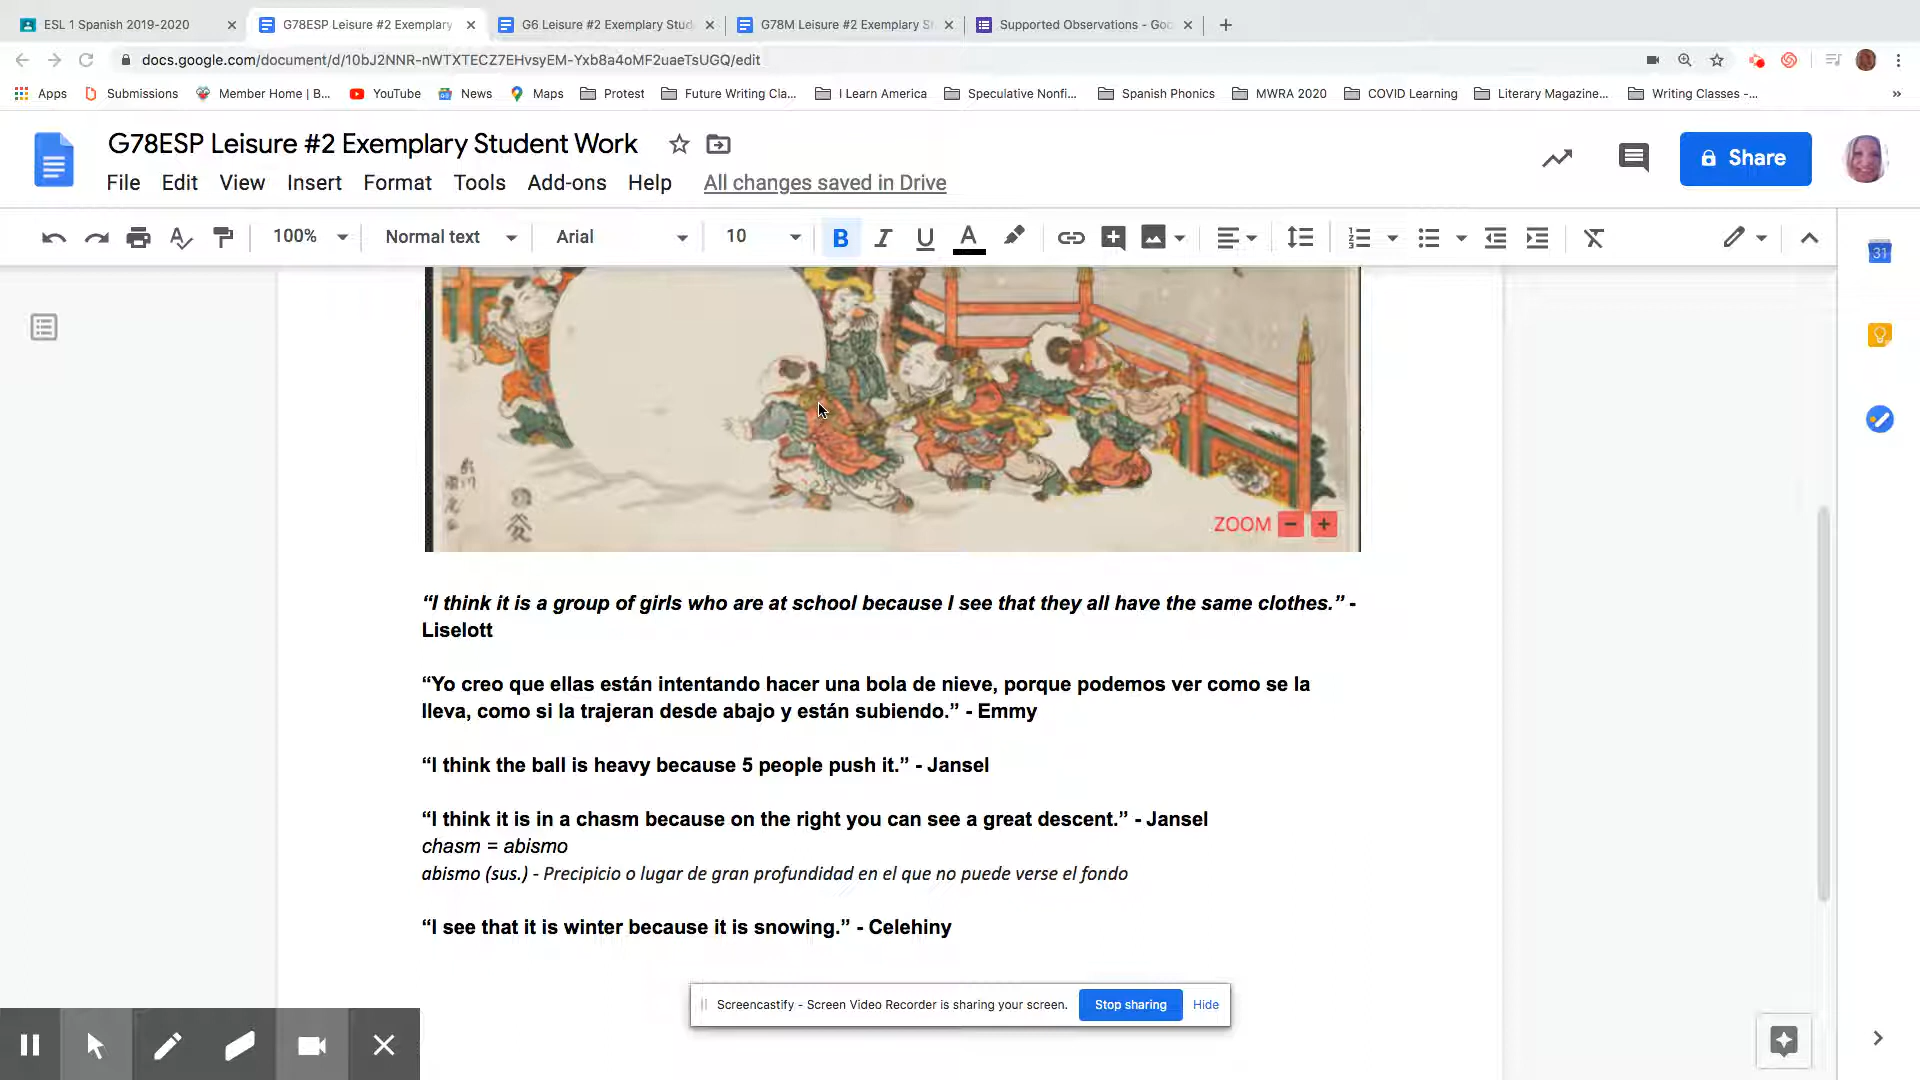 ESL 1 Spanish 2019-2020
G78ESP Leisure #2 Exemplary
G6 Leisure #2 Exemplary Stud
G78M Leisure #2 Exemplary St
Supported Observations - Goo
docs.google.com/document/d/10bJ2NNR-nWTXTECZ7EHvsyEM-Yxb8a4oMF2uaeTsUGQ/edit
Apps Submissions Member Home | B... YouTube News Maps Protest Future Writing Cla... I Learn America Speculative Nonfi... Spanish Phonics MWRA 2020 COVID Learning Literary Magazine... Writing Classes -... »
G78ESP Leisure #2 Exemplary Student Work
Share
File Edit View Insert Format Tools Add-ons Help All changes saved in Drive
100% Normal text Arial 10 B I U A
31
ZOOM - +
“I think it is a group of girls who are at school because I see that they all have the same clothes.” -
Liselott
“Yo creo que ellas están intentando hacer una bola de nieve, porque podemos ver como se la
lleva, como si la trajeran desde abajo y están subiendo.” - Emmy
“I think the ball is heavy because 5 people push it.” - Jansel
“I think it is in a chasm because on the right you can see a great descent.” - Jansel
chasm = abismo
abismo (sus.) - Precipicio o lugar de gran profundidad en el que no puede verse el fondo
“I see that it is winter because it is snowing.” - Celehiny
Screencastify - Screen Video Recorder is sharing your screen. Stop sharing Hide